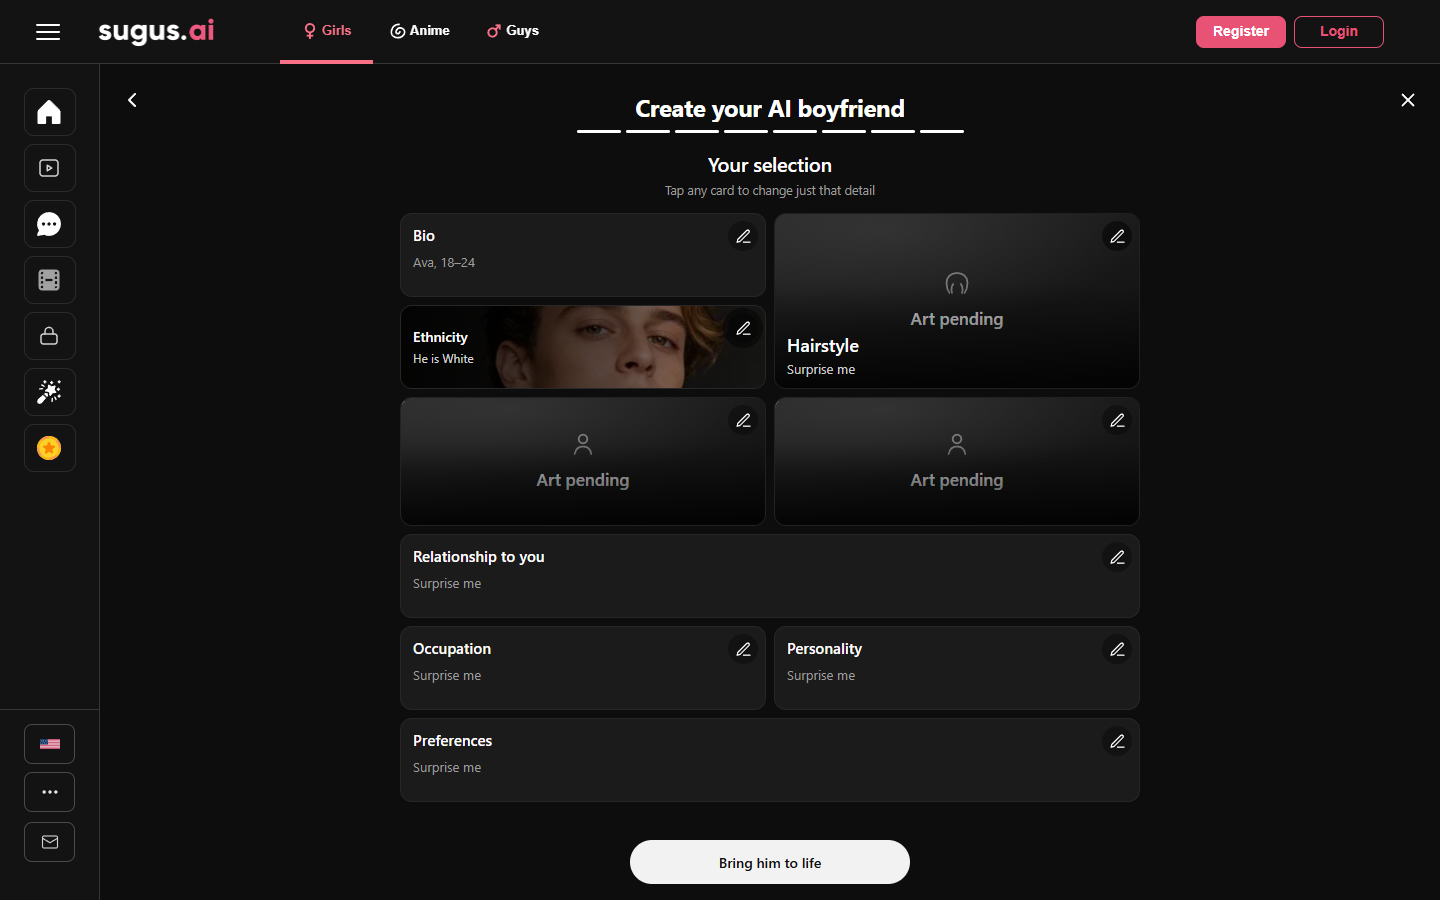 sugus.ai
Girls
Anime
Guys
Register
Login
Create your AI boyfriend
Your selection
Tap any card to change just that detail
Bio
Ava, 18–24
Art pending
Hairstyle
Surprise me
Ethnicity
He is White
Art pending
Art pending
Relationship to you
Surprise me
Occupation
Surprise me
Personality
Surprise me
Preferences
Surprise me
Bring him to life